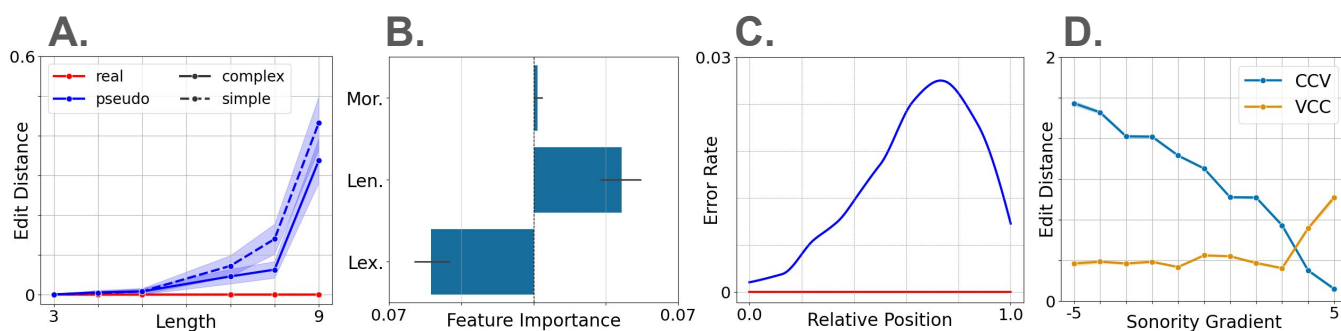 A.
0.6
real
complex
pseudo
simple
Edit Distance
0
3
9
Length
B.
Mor.
Len.
Lex.
0.07
0.07
Feature Importance
C.
0.03
Error Rate
0
0.0
1.0
Relative Position
D.
2
CCV
VCC
Edit Distance
0
-5
5
Sonority Gradient